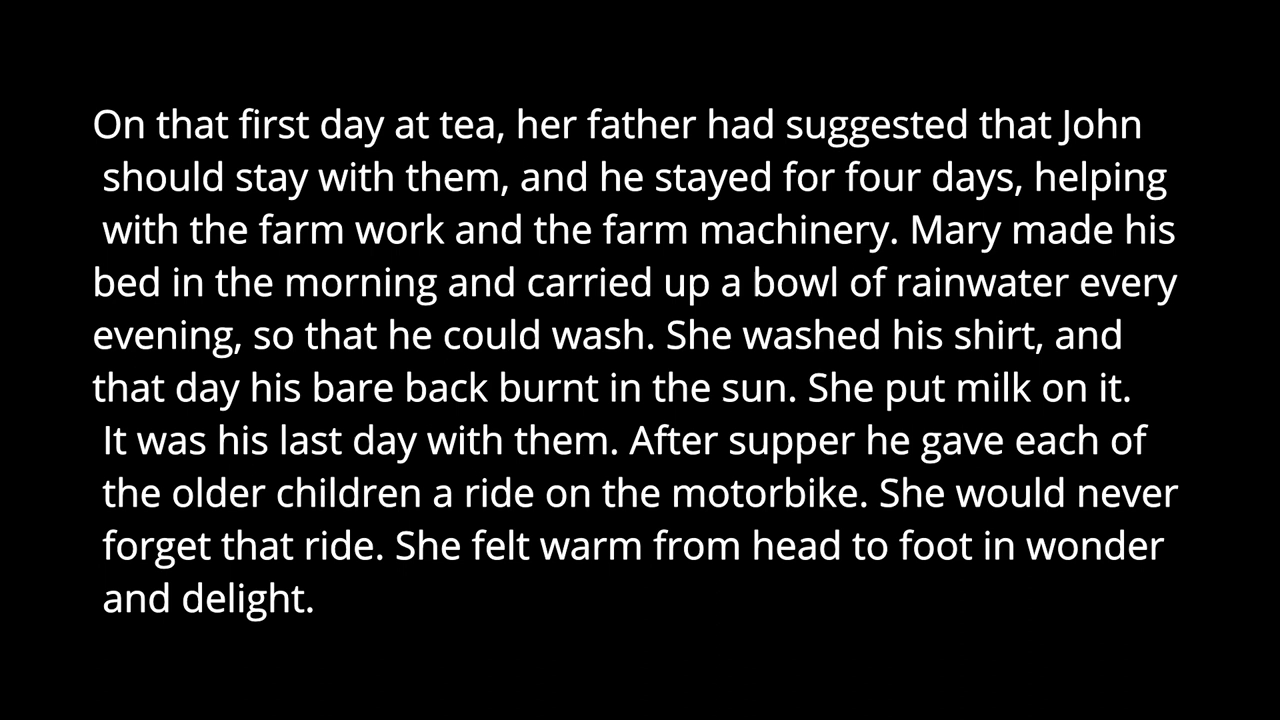 On that first day at tea, her father had suggested that John
should stay with them, and he stayed for four days, helping
with the farm work and the farm machinery. Mary made his
bed in the morning and carried up a bowl of rainwater every
evening, so that he could wash. She washed his shirt, and
that day his bare back burnt in the sun. She put milk on it.
It was his last day with them. After supper he gave each of
the older children a ride on the motorbike. She would never
forget that ride. She felt warm from head to foot in wonder
and delight.